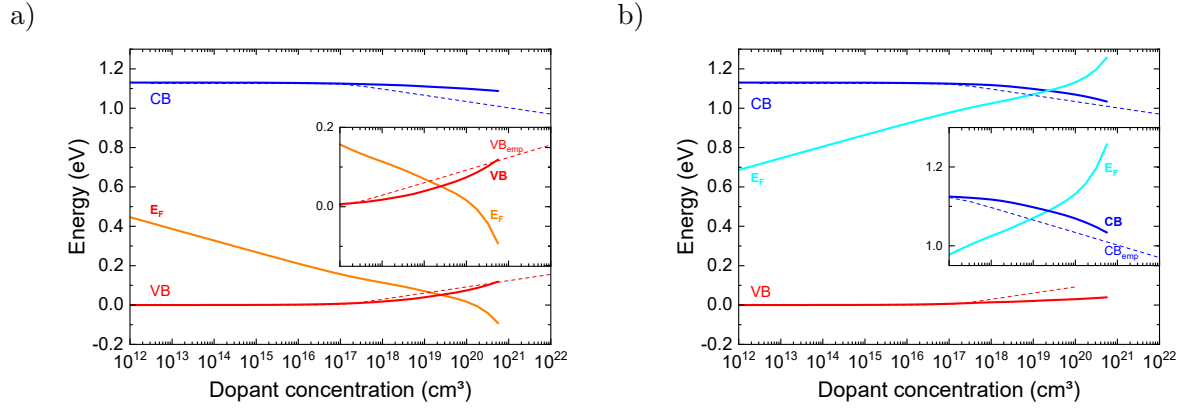 a)
1.2
1.0
0.8
0.6
0.4
0.2
0.0
-0.2
Energy (eV)
CB
E_F
VB
0.2
0.0
VB_emp
VB
E_F
10^12 10^13 10^14 10^15 10^16 10^17 10^18 10^19 10^20 10^21 10^22
Dopant concentration (cm³)
b)
1.2
1.0
0.8
0.6
0.4
0.2
0.0
-0.2
Energy (eV)
CB
E_F
VB
1.2
1.0
E_F
CB
CB_emp
10^12 10^13 10^14 10^15 10^16 10^17 10^18 10^19 10^20 10^21 10^22
Dopant concentration (cm³)